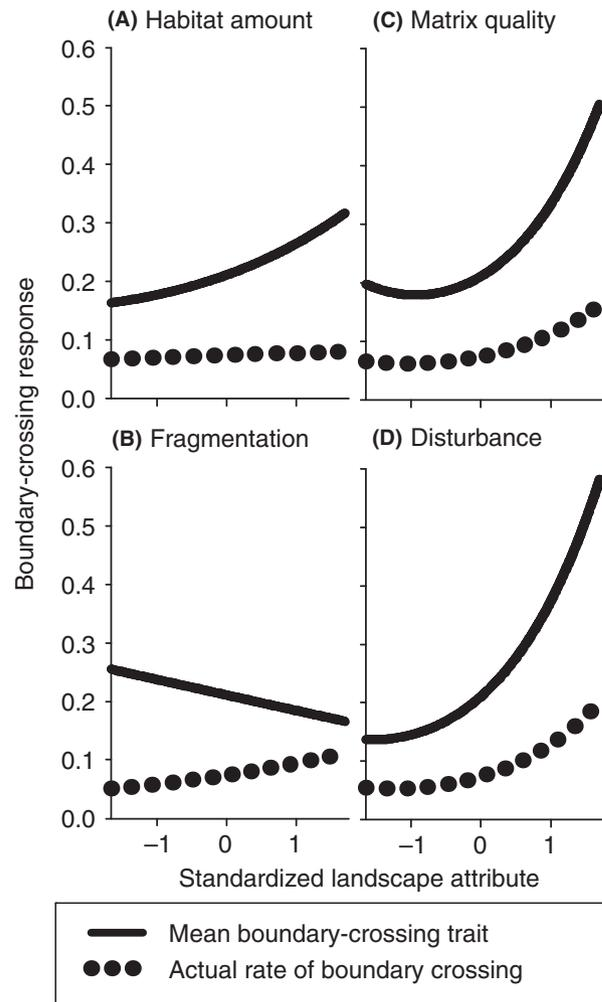 (A) Habitat amount
(C) Matrix quality
0.6
0.5
0.4
0.3
0.2
0.1
0.0
(B) Fragmentation
(D) Disturbance
0.6
0.5
0.4
0.3
0.2
0.1
0.0
–1 0 1
–1 0 1
Boundary-crossing response
Standardized landscape attribute
Mean boundary-crossing trait
Actual rate of boundary crossing